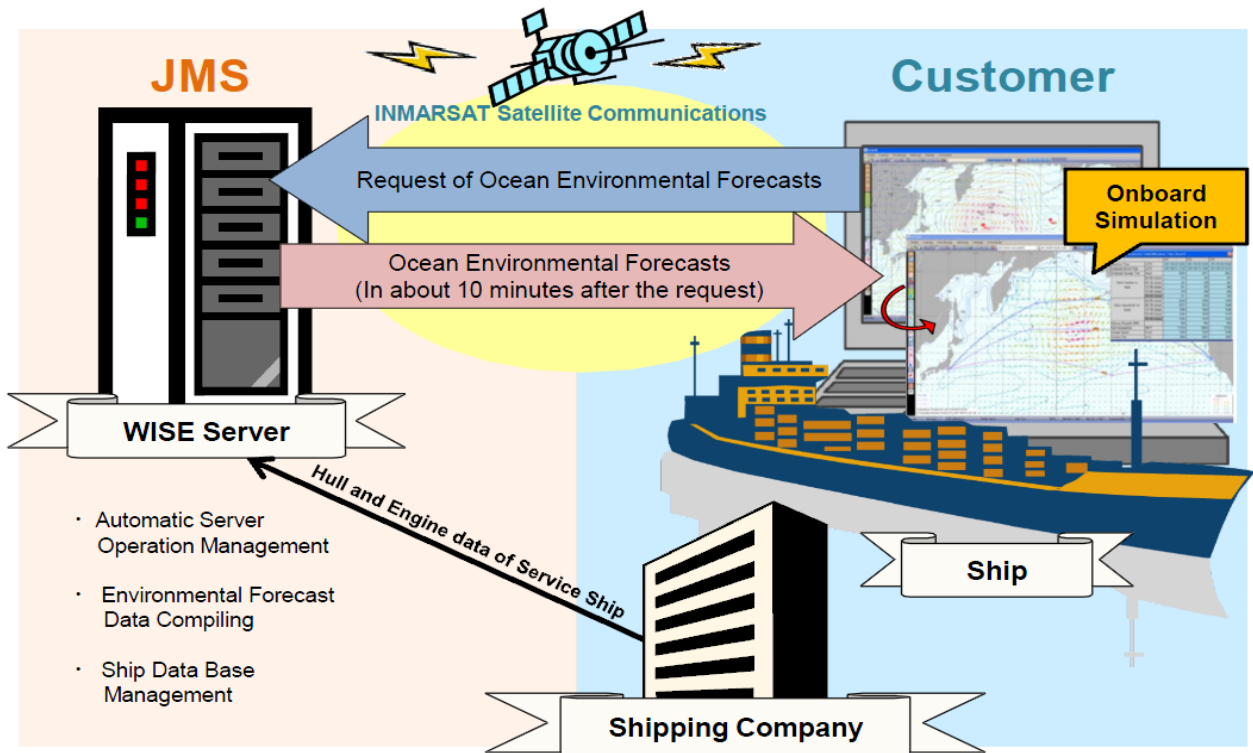 JMS
Customer
INMARSAT Satellite Communications
Request of Ocean Environmental Forecasts
Onboard
Simulation
Ocean Environmental Forecasts
(In about 10 minutes after the request)
WISE Server
Hull and Engine data of Service Ship
・ Automatic Server
Operation Management
・ Environmental Forecast
Data Compiling
・ Ship Data Base
Management
Ship
Shipping Company